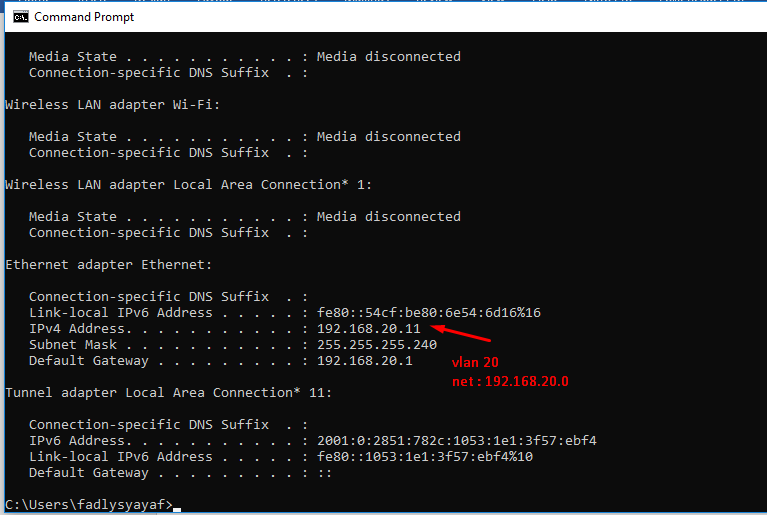 Command Prompt
Media State . . . . . . . . . . . : Media disconnected
Connection-specific DNS Suffix  . :
Wireless LAN adapter Wi-Fi:
Media State . . . . . . . . . . . : Media disconnected
Connection-specific DNS Suffix  . :
Wireless LAN adapter Local Area Connection* 1:
Media State . . . . . . . . . . . : Media disconnected
Connection-specific DNS Suffix  . :
Ethernet adapter Ethernet:
Connection-specific DNS Suffix  . :
Link-local IPv6 Address . . . . . : fe80::54cf:be80:6e54:6d16%16
IPv4 Address. . . . . . . . . . . : 192.168.20.11
Subnet Mask . . . . . . . . . . . : 255.255.255.240
Default Gateway . . . . . . . . . : 192.168.20.1
vlan 20
net : 192.168.20.0
Tunnel adapter Local Area Connection* 11:
Connection-specific DNS Suffix  . :
IPv6 Address. . . . . . . . . . . : 2001:0:2851:782c:1053:1e1:3f57:ebf4
Link-local IPv6 Address . . . . . : fe80::1053:1e1:3f57:ebf4%10
Default Gateway . . . . . . . . . : ::
C:\Users\fadlysyayaf>